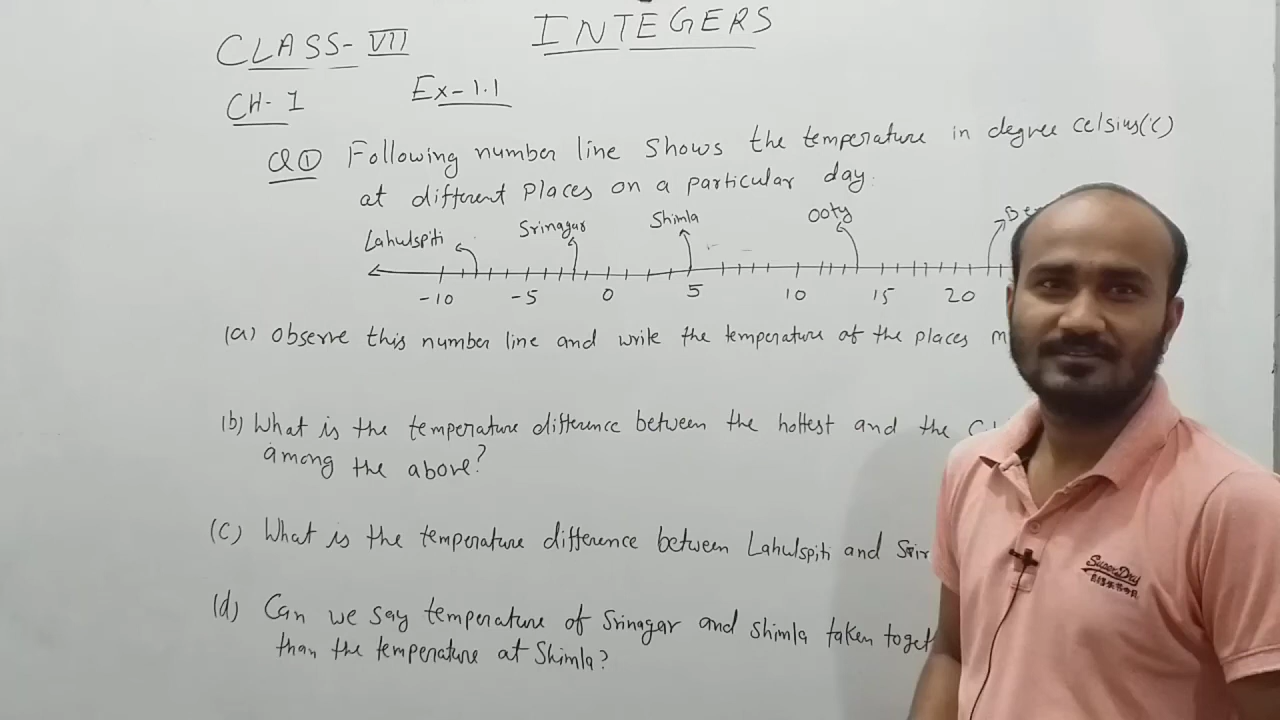 INTEGERS
CLASS-VII
CH-1 Ex-1.1
Q① Following number line shows the temperature in degree celsius(°C)
at different places on a particular day.
Lahulspiti Srinagar Shimla Ooty
-10 -5 0 5 10 15 20
(a) Observe this number line and write the temperature of the places
(b) What is the temperature difference between the hottest and the
among the above?
(c) What is the temperature difference between Lahulspiti and
(d) Can we say temperature of Srinagar and Shimla taken
than the temperature at Shimla?
SuperDry